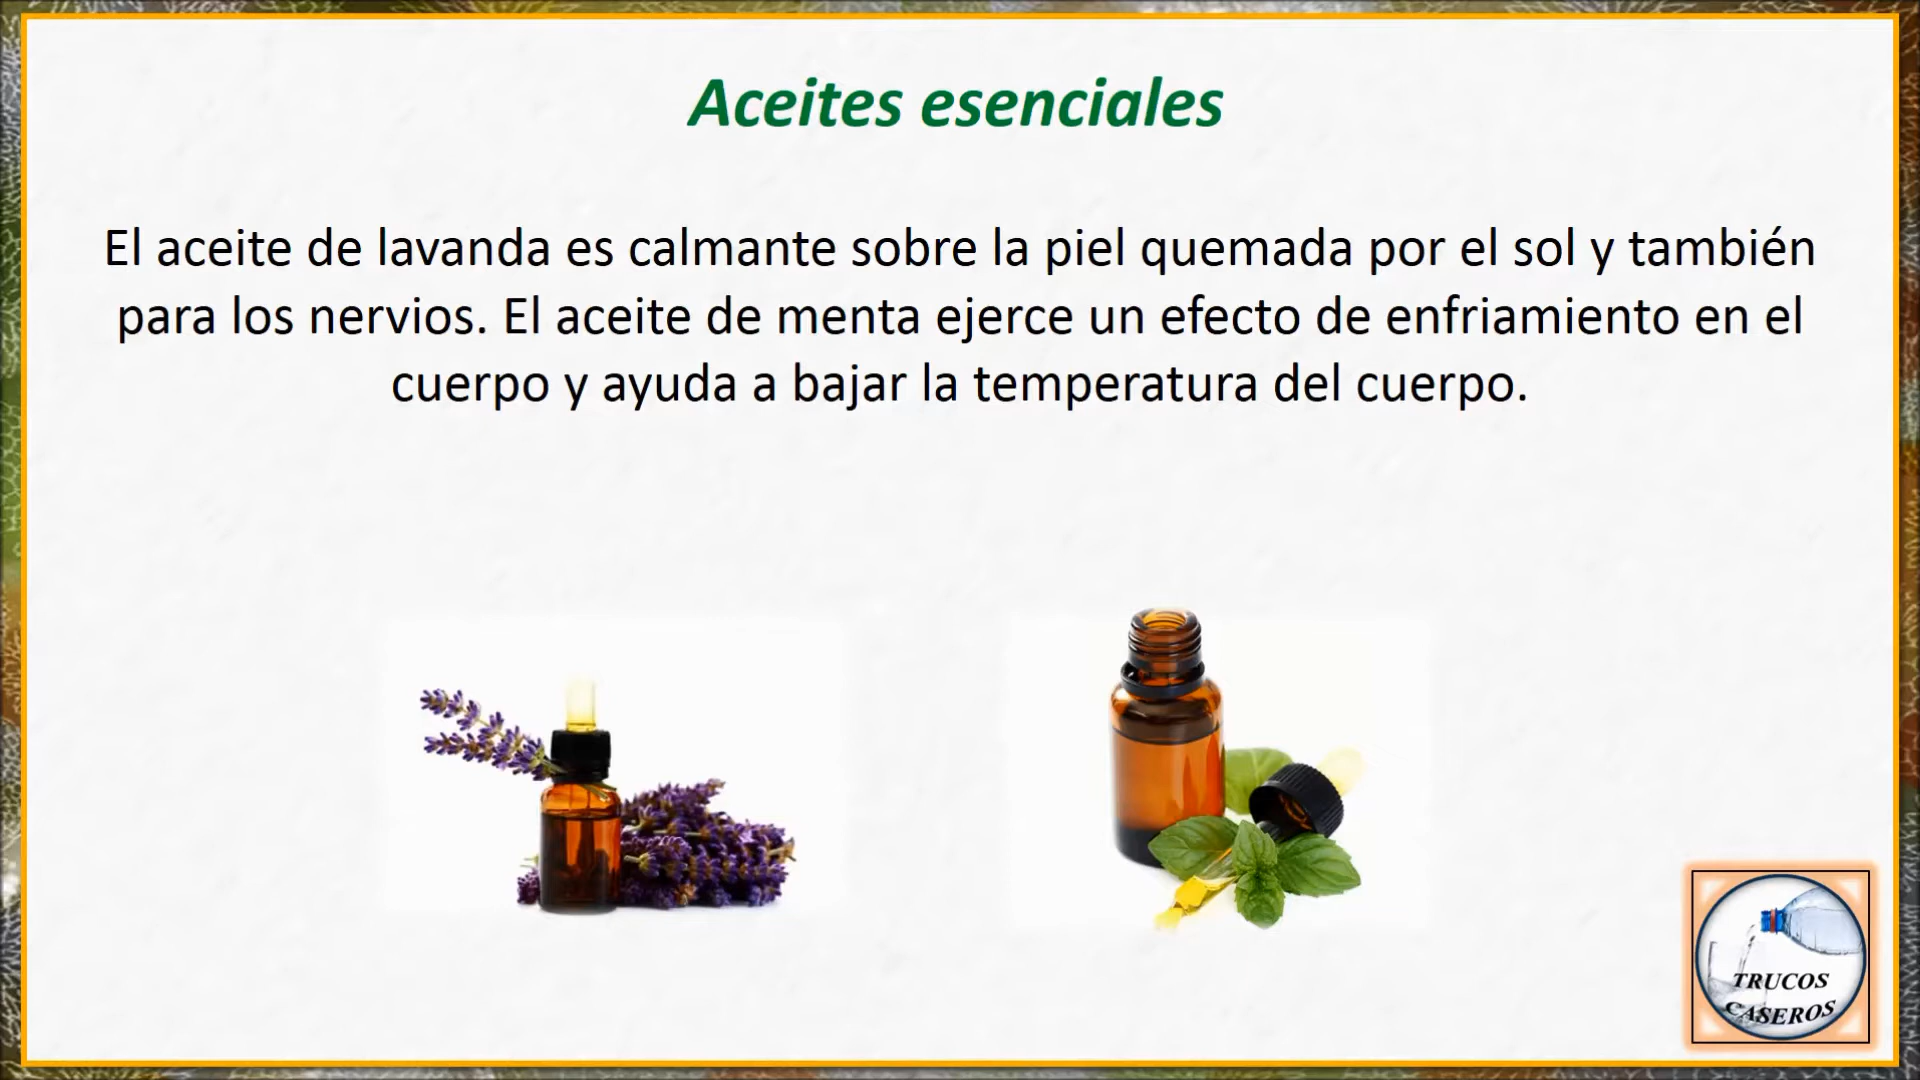 Aceites esenciales
El aceite de lavanda es calmante sobre la piel quemada por el sol y también
para los nervios. El aceite de menta ejerce un efecto de enfriamiento en el
cuerpo y ayuda a bajar la temperatura del cuerpo.
TRUCOS
CASEROS